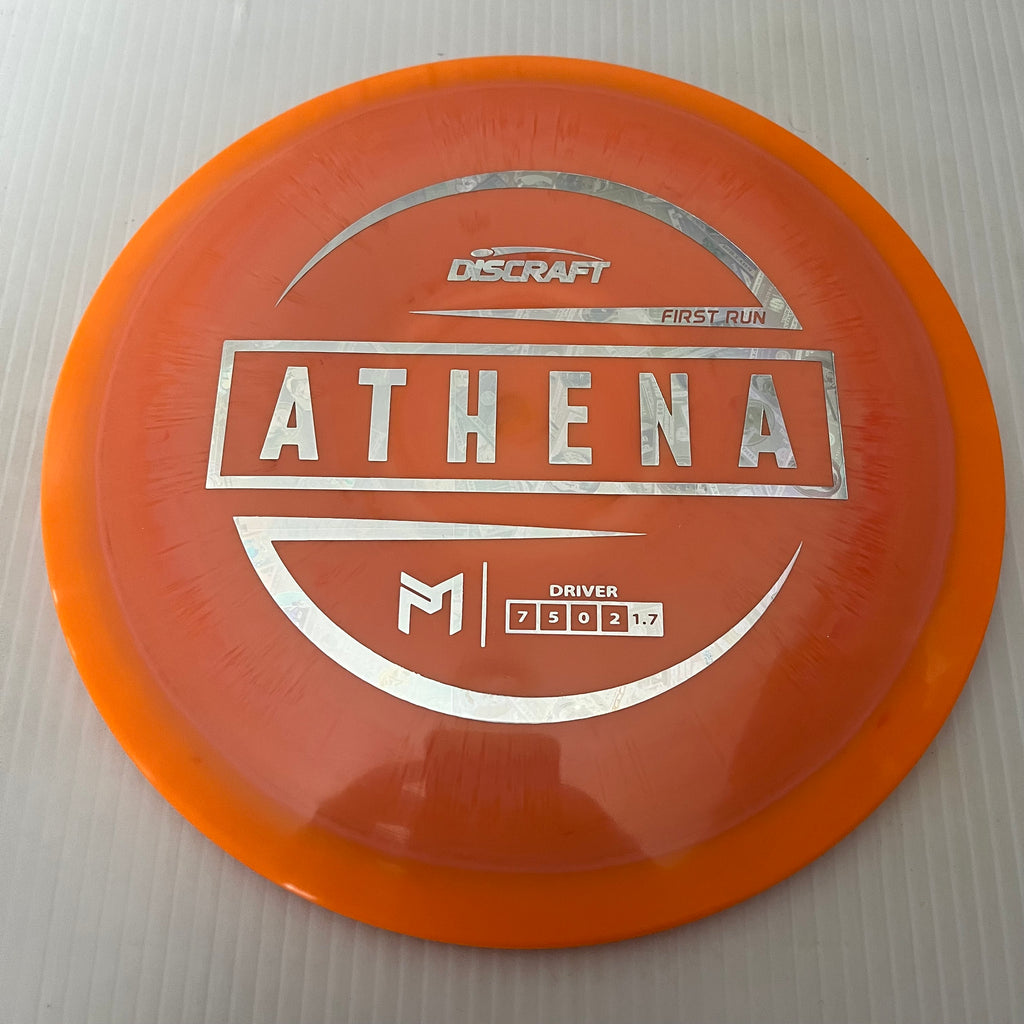 DISCRAFT
FIRST RUN
ATHENA
M
DRIVER
7 5 0 2 1.7